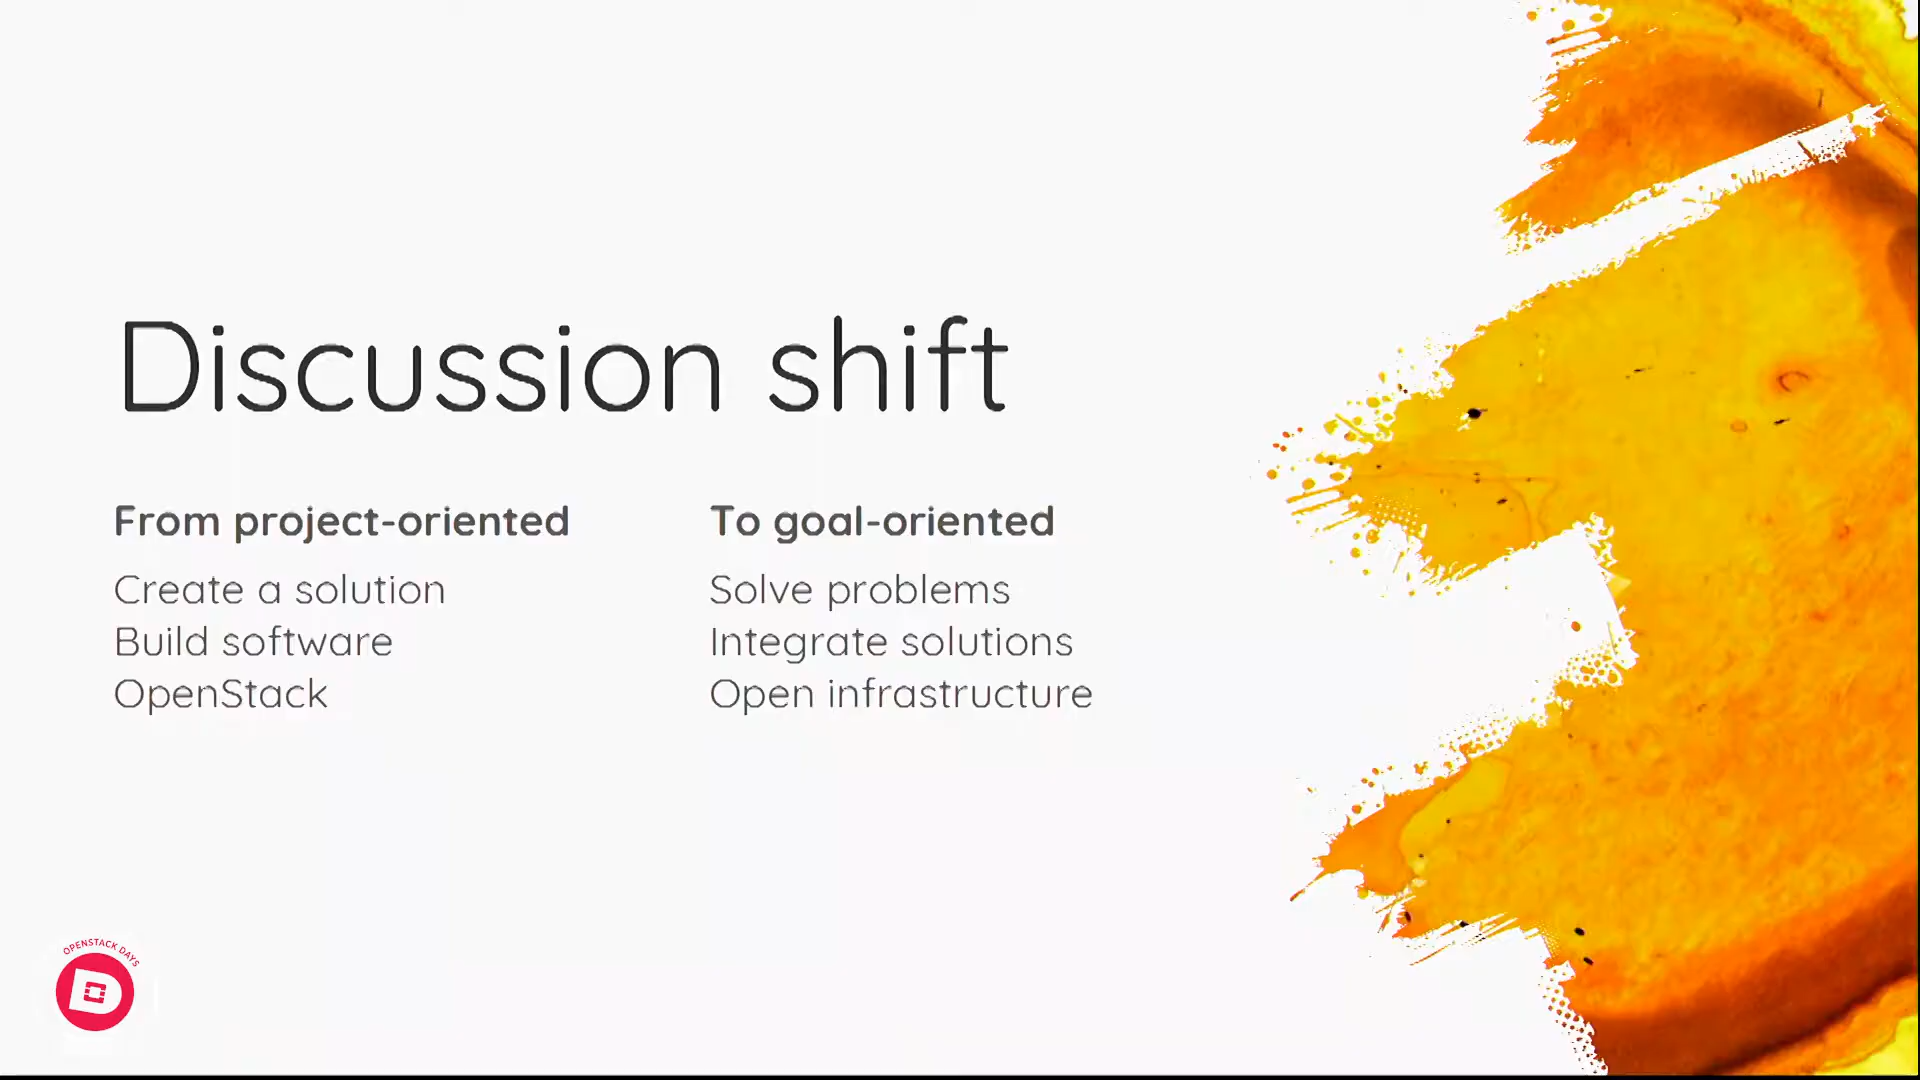 Discussion shift
From project-oriented
Create a solution
Build software
OpenStack
To goal-oriented
Solve problems
Integrate solutions
Open infrastructure
OPENSTACK DAYS